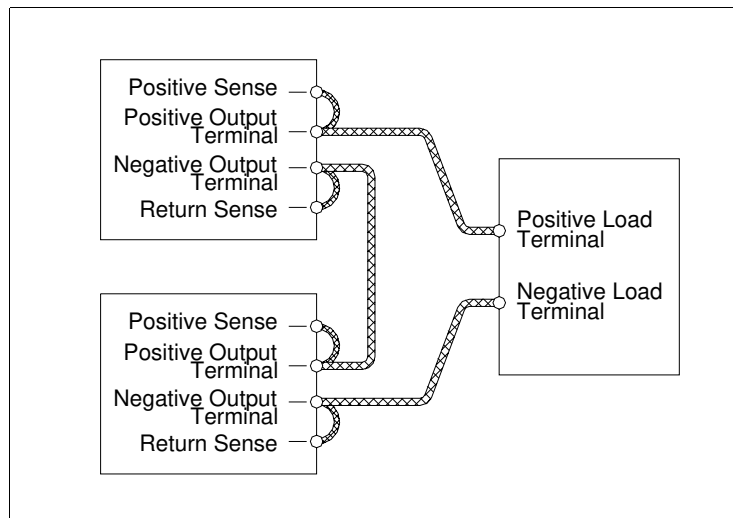 Positive Sense
Positive Output
Terminal
Negative Output
Terminal
Return Sense
Positive Load
Terminal
Negative Load
Terminal
Positive Sense
Positive Output
Terminal
Negative Output
Terminal
Return Sense